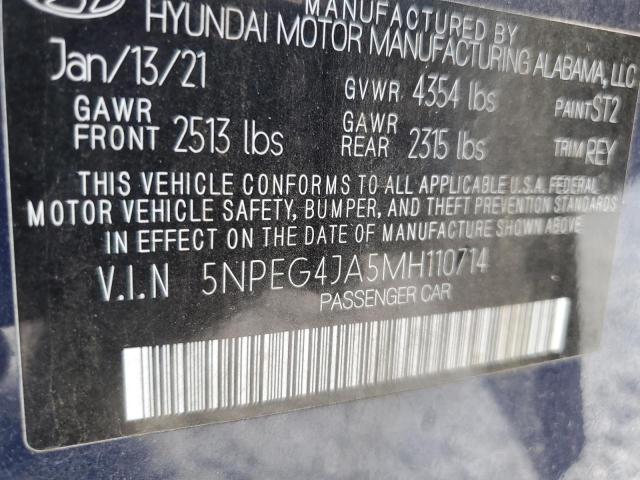 MANUFACTURED BY
HYUNDAI MOTOR MANUFACTURING ALABAMA, LLC
Jan/13/21 GVWR 4354 lbs PAINT ST2
GAWR FRONT 2513 lbs GAWR REAR 2315 lbs TRIM REY
THIS VEHICLE CONFORMS TO ALL APPLICABLE U.S.A. FEDERAL
MOTOR VEHICLE SAFETY, BUMPER, AND THEFT PREVENTION STANDARDS
IN EFFECT ON THE DATE OF MANUFACTURE SHOWN ABOVE.
V.I.N 5NPEG4JA5MH110714
PASSENGER CAR